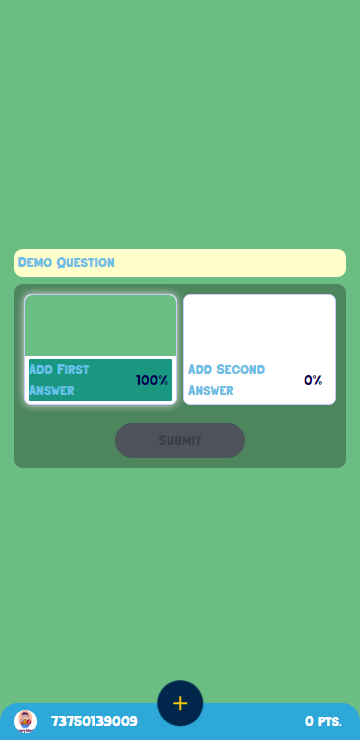 Demo Question
Add First
Answer
100%
Add Second
Answer
0%
Submit
73750139009
0 PTS.